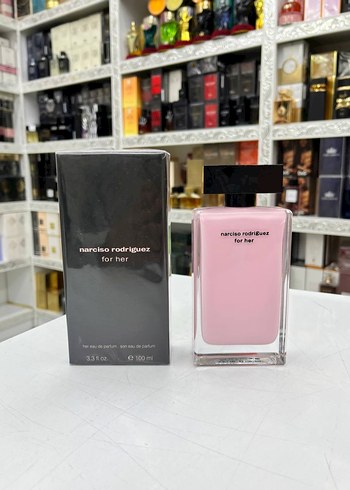 narciso rodriguez
for her
her eau de parfum eau de parfum
3.3 fl.oz. ℮ 100 ml
narciso rodriguez
for her